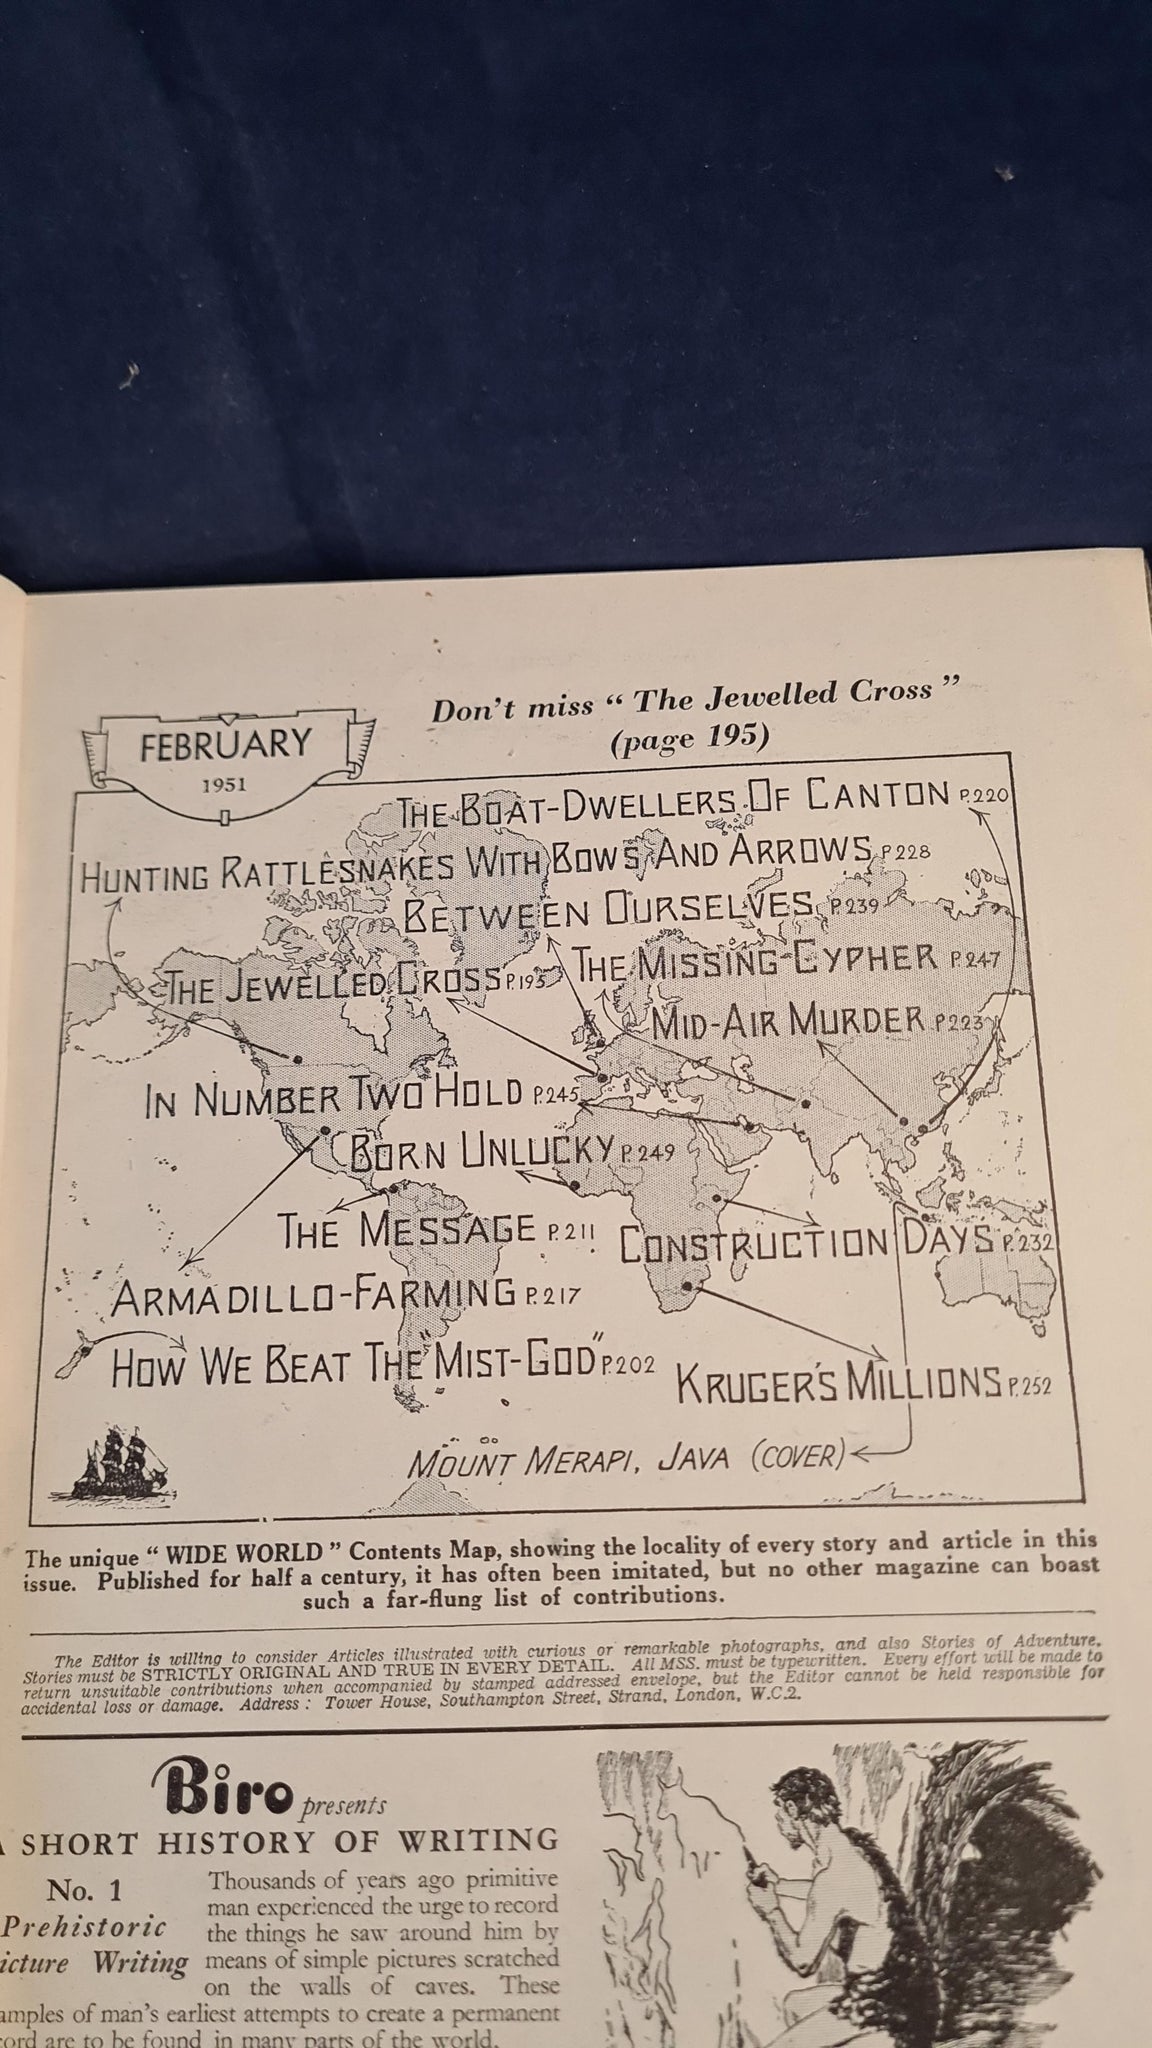 Don't miss "The Jewelled Cross"
(page 195)
FEBRUARY
1951
THE BOAT-DWELLERS OF CANTON P.220
HUNTING RATTLESNAKES WITH BOWS AND ARROWS P.228
BETWEEN OURSELVES P.239
THE MISSING CYPHER P.247
THE JEWELLED CROSS P.195
MID-AIR MURDER P.223
IN NUMBER TWO HOLD P.245
BORN UNLUCKY P.249
THE MESSAGE P.211
CONSTRUCTION DAYS P.232
ARMADILLO-FARMING P.217
HOW WE BEAT THE "MIST-GOD" P.202
KRUGER'S MILLIONS P.252
MOUNT MERAPI, JAVA (COVER)
The unique "WIDE WORLD" Contents Map, showing the locality of every story and article in this
issue. Published for half a century, it has often been imitated, but no other magazine can boast
such a far-flung list of contributions.
The Editor is willing to consider Articles illustrated with curious or remarkable photographs, and also Stories of Adventure.
Stories must be STRICTLY ORIGINAL AND TRUE IN EVERY DETAIL. All MSS. must be typewritten. Every effort will be made to
return unsuitable contributions when accompanied by stamped addressed envelope, but the Editor cannot be held responsible for
accidental loss or damage. Address: Tower House, Southampton Street, Strand, London, W.C.2.
Biro presents
A SHORT HISTORY OF WRITING
No. 1
Prehistoric
icture Writing
Thousands of years ago primitive
man experienced the urge to record
the things he saw around him by
means of simple pictures scratched
on the walls of caves. These
amples of man's earliest attempts to create a permanent
cord are to be found in many parts of the world.